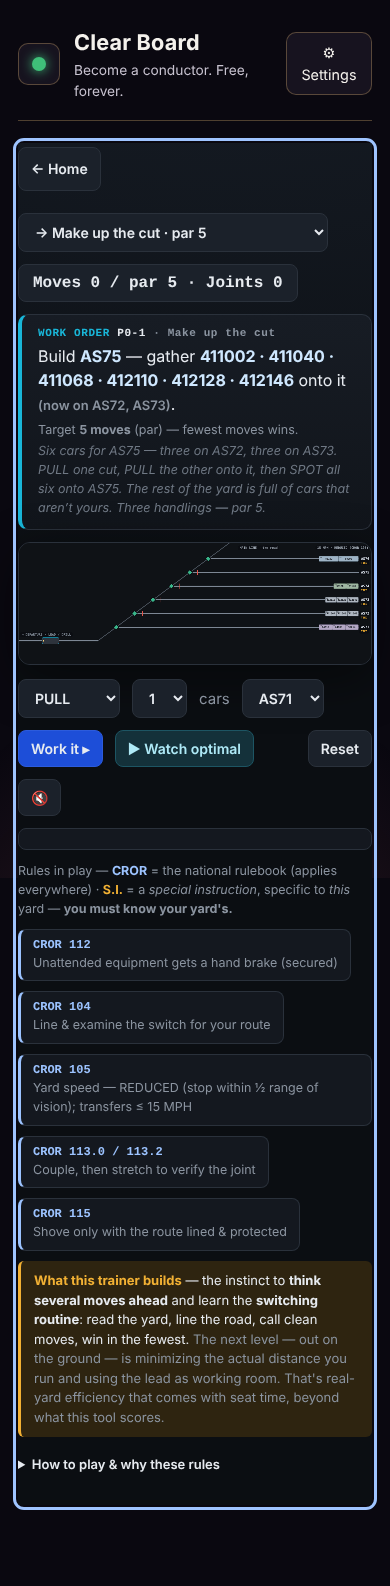 Clear Board
Become a conductor. Free,
forever.
⚙
Settings
← Home
→ Make up the cut · par 5
Moves 0 / par 5 · Joints 0
WORK ORDER P0-1 · Make up the cut
Build AS75 — gather 411002 · 411040 ·
411068 · 412110 · 412128 · 412146 onto it
(now on AS72, AS73).
Target 5 moves (par) — fewest moves wins.
Six cars for AS75 — three on AS72, three on AS73.
PULL one cut, PULL the other onto it, then SPOT all
six onto AS75. The rest of the yard is full of cars that
aren't yours. Three handlings — par 5.
PULL
1
cars
AS71
Work it ▸
▶ Watch optimal
Reset
Rules in play — CROR = the national rulebook (applies
everywhere) · S.I. = a special instruction, specific to this
yard — you must know your yard's.
CROR 112
Unattended equipment gets a hand brake (secured)
CROR 104
Line & examine the switch for your route
CROR 105
Yard speed — REDUCED (stop within ½ range of
vision); transfers ≤ 15 MPH
CROR 113.0 / 113.2
Couple, then stretch to verify the joint
CROR 115
Shove only with the route lined & protected
What this trainer builds — the instinct to think
several moves ahead and learn the switching
routine: read the yard, line the road, call clean
moves, win in the fewest. The next level — out on
the ground — is minimizing the actual distance you
run and using the lead as working room. That's real-
yard efficiency that comes with seat time, beyond
what this tool scores.
▶ How to play & why these rules